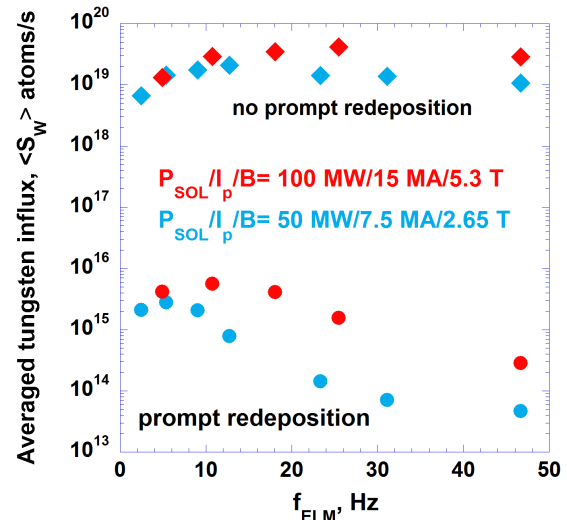 Averaged tungsten influx, <S_W> atoms/s
10^20
10^19
10^18
10^17
10^16
10^15
10^14
10^13
no prompt redeposition
P_SOL/I_p/B= 100 MW/15 MA/5.3 T
P_SOL/I_p/B= 50 MW/7.5 MA/2.65 T
prompt redeposition
0 10 20 30 40 50
f_ELM, Hz